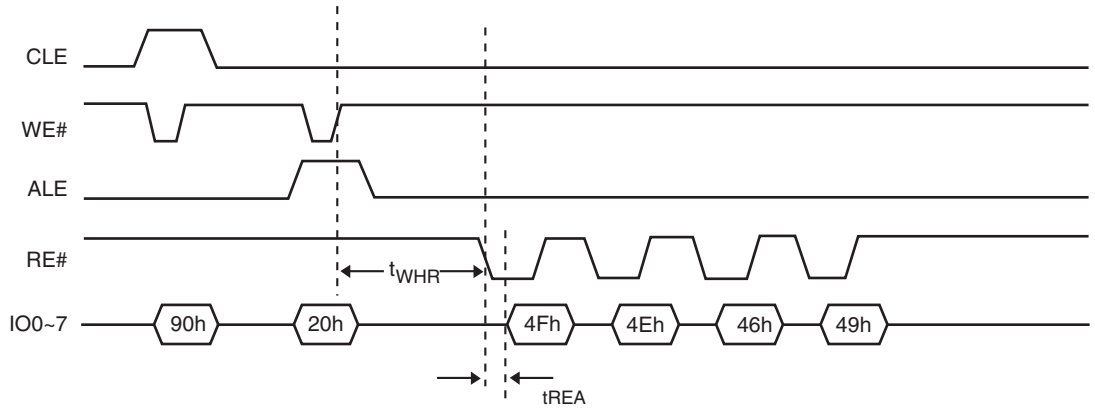 CLE
WE#
ALE
RE#
tWHR
IO0~7 90h 20h 4Fh 4Eh 46h 49h
tREA